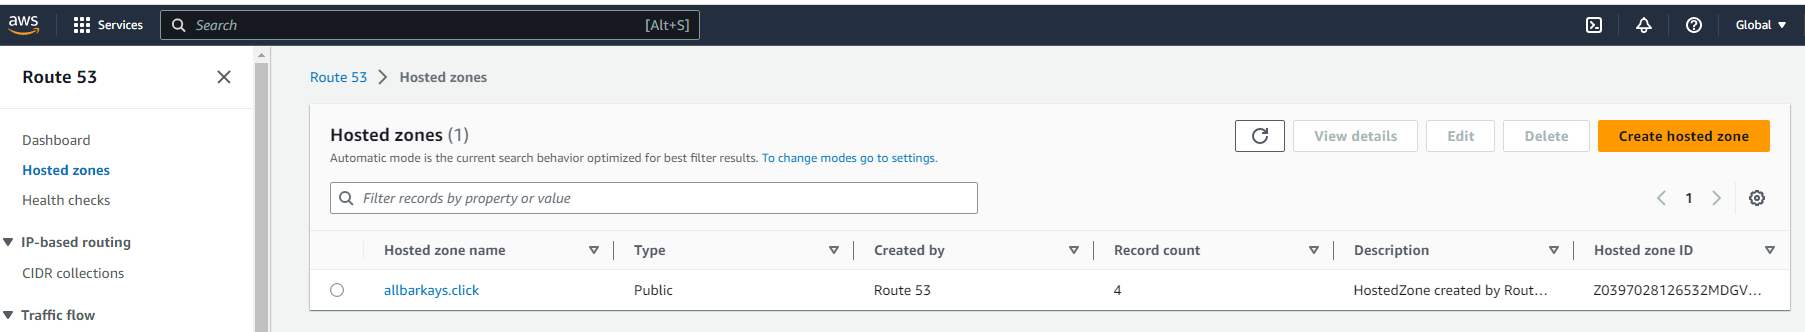 aws Services Search [Alt+S] Global
Route 53
Dashboard
Hosted zones
Health checks
IP-based routing
CIDR collections
Traffic flow
Route 53 Hosted zones
Hosted zones (1)
View details Edit Delete Create hosted zone
Automatic mode is the current search behavior optimized for best filter results. To change modes go to settings.
Filter records by property or value
1
Hosted zone name Type Created by Record count Description Hosted zone ID
allbarkays.click Public Route 53 4 HostedZone created by Rout... Z0397028126532MDGV...